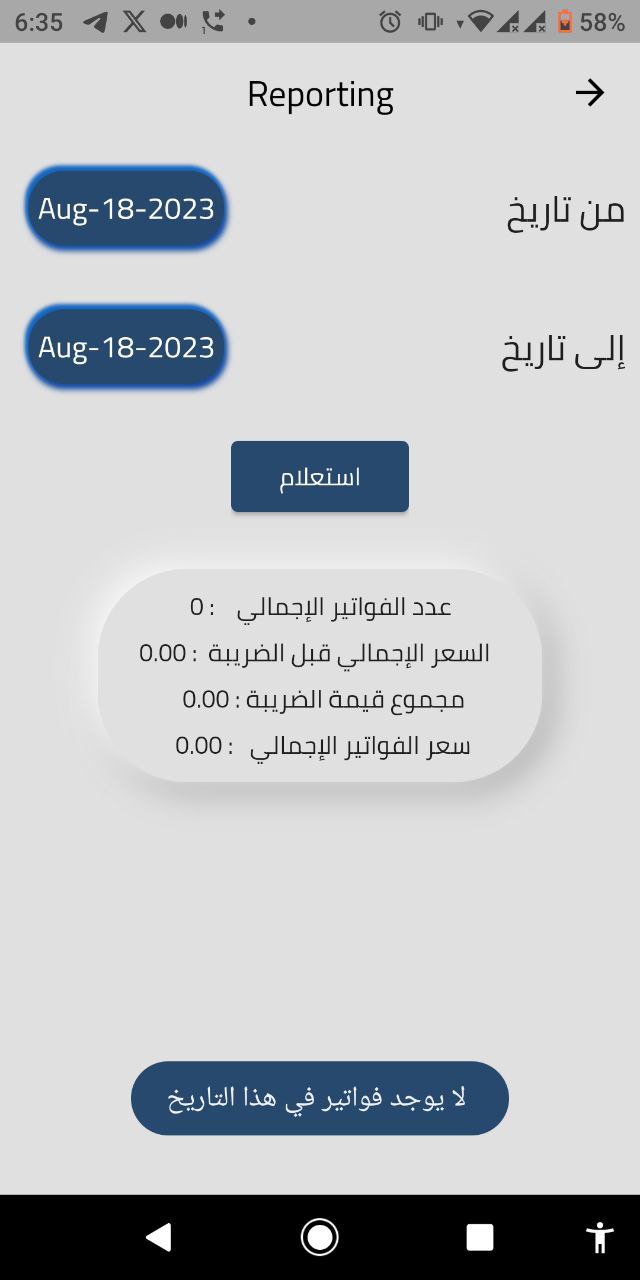 6:35
1
58%
Reporting
من تاريخ
Aug-18-2023
إلى تاريخ
Aug-18-2023
استعلام
عدد الفواتير الإجمالي : 0
السعر الإجمالي قبل الضريبة : 0.00
مجموع قيمة الضريبة : 0.00
سعر الفواتير الإجمالي : 0.00
لا يوجد فواتير في هذا التاريخ